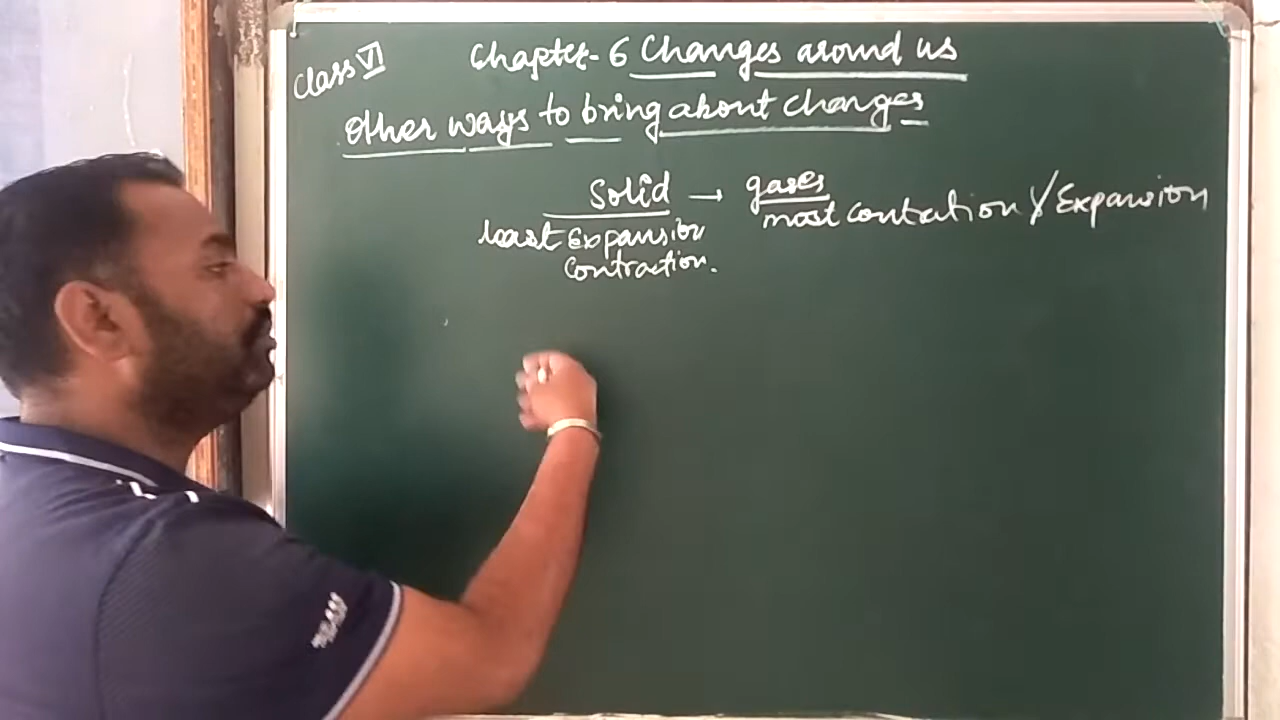 Class VI
Chapter-6 Changes around us
Other ways to bring about changes
Solid → gases
least Expansion
Contraction.
most contration & Expansion